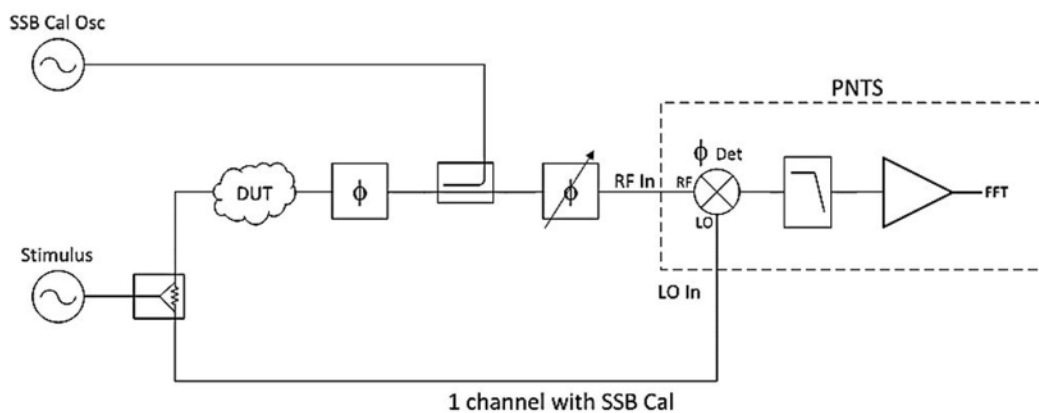 SSB Cal Osc
PNTS
ϕ Det
DUT
ϕ
ϕ
RF In
RF
LO
FFT
Stimulus
LO In
1 channel with SSB Cal